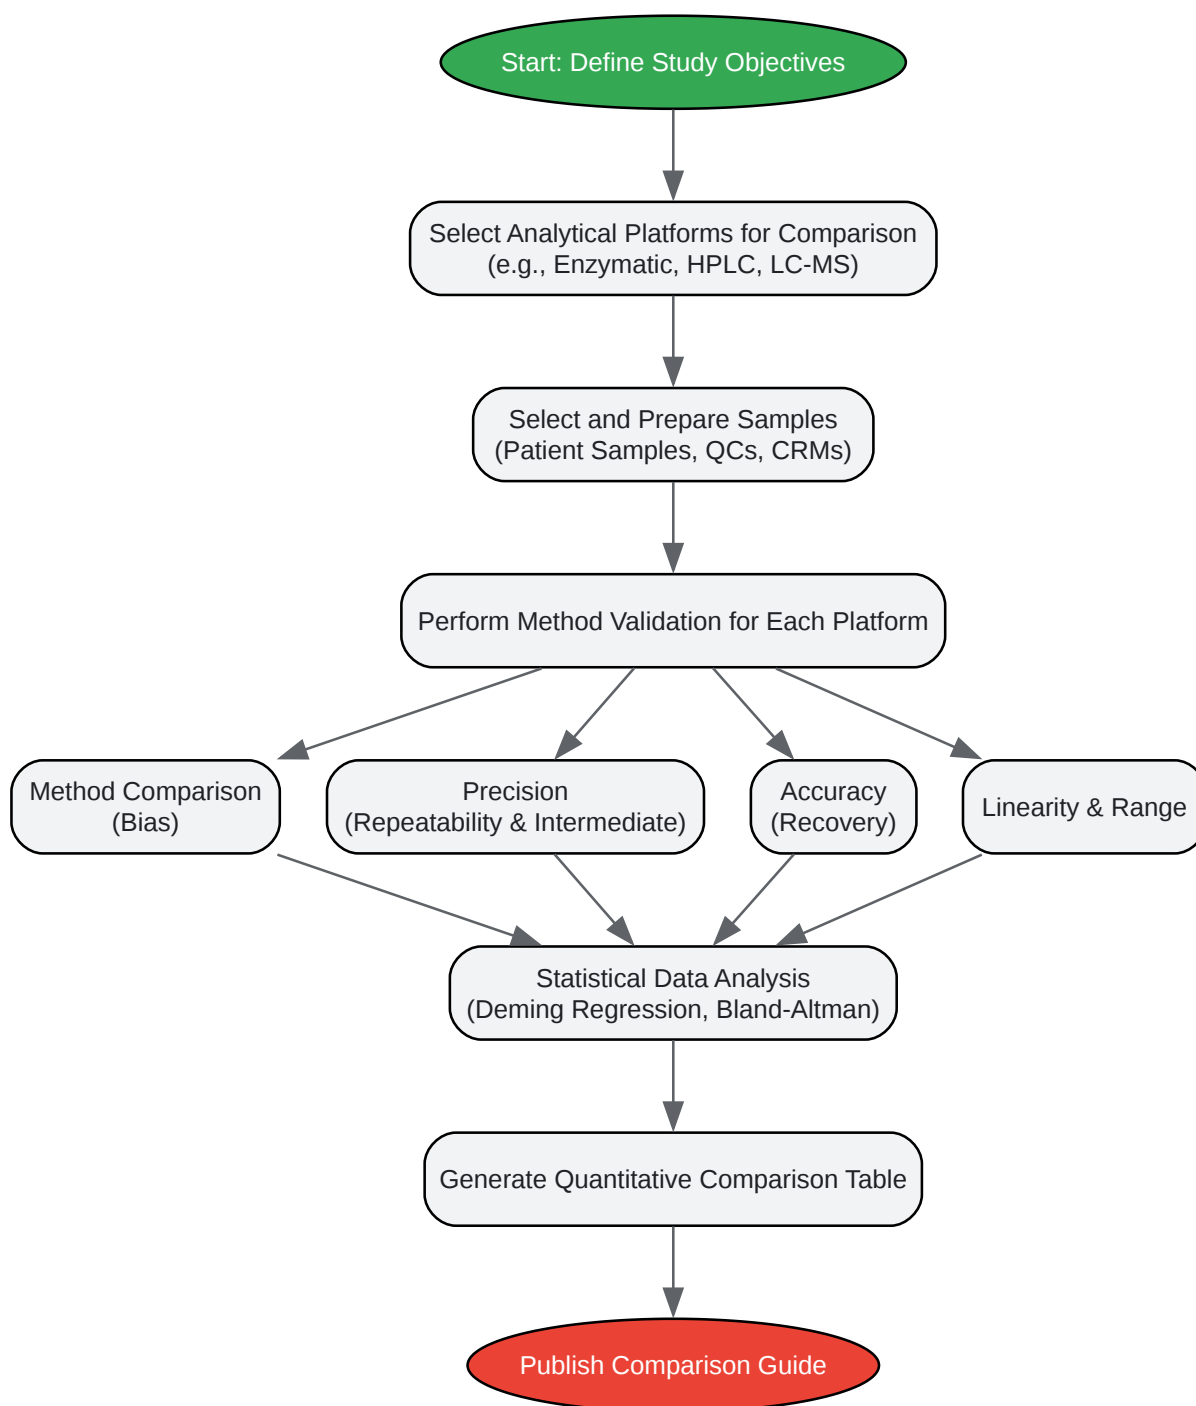 Start: Define Study Objectives
Select Analytical Platforms for Comparison
(e.g., Enzymatic, HPLC, LC-MS)
Select and Prepare Samples
(Patient Samples, QCs, CRMs)
Perform Method Validation for Each Platform
Method Comparison
(Bias)
Precision
(Repeatability & Intermediate)
Accuracy
(Recovery)
Linearity & Range
Statistical Data Analysis
(Deming Regression, Bland-Altman)
Generate Quantitative Comparison Table
Publish Comparison Guide